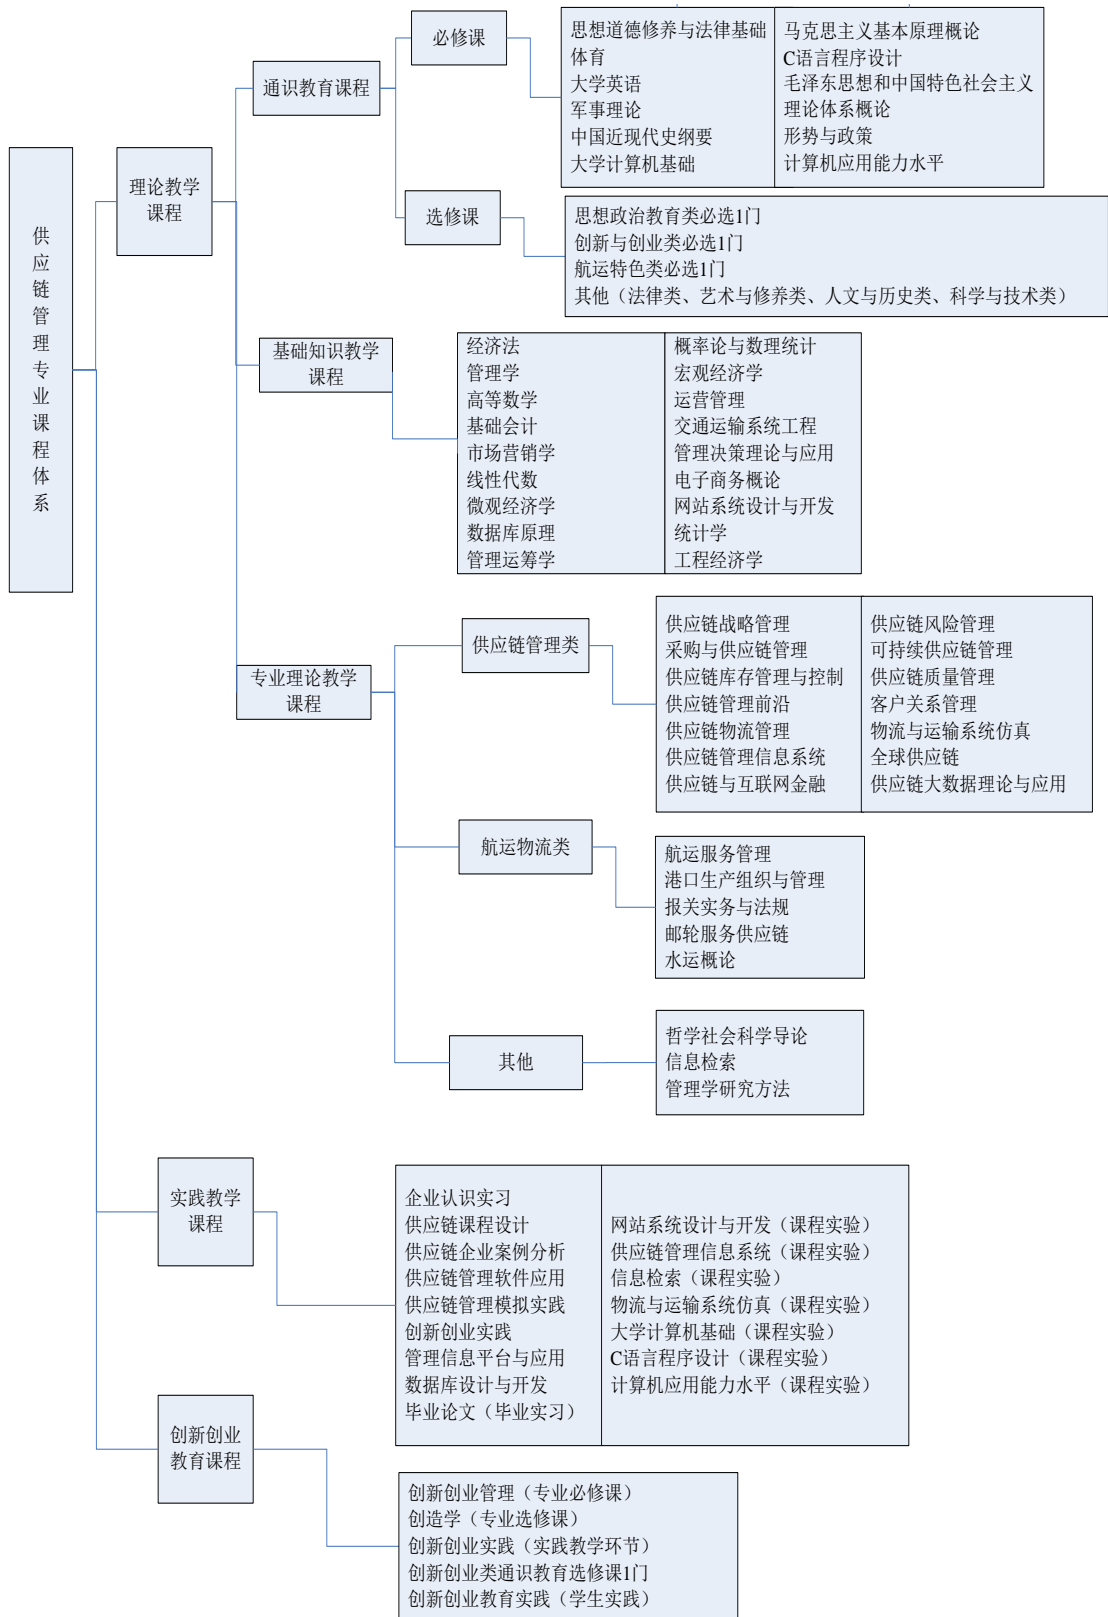 供应链管理专业课程体系
理论教学
课程
通识教育课程
必修课
思想道德修养与法律基础
体育
大学英语
军事理论
中国近现代史纲要
大学计算机基础
马克思主义基本原理概论
C语言程序设计
毛泽东思想和中国特色社会主义
理论体系概论
形势与政策
计算机应用能力水平
选修课
思想政治教育类必选1门
创新与创业类必选1门
航运特色类必选1门
其他（法律类、艺术与修养类、人文与历史类、科学与技术类）
基础知识教学
课程
经济法
管理学
高等数学
基础会计
市场营销学
线性代数
微观经济学
数据库原理
管理运筹学
概率论与数理统计
宏观经济学
运营管理
交通运输系统工程
管理决策理论与应用
电子商务概论
网站系统设计与开发
统计学
工程经济学
专业理论教学
课程
供应链管理类
供应链战略管理
采购与供应链管理
供应链库存管理与控制
供应链管理前沿
供应链物流管理
供应链管理信息系统
供应链与互联网金融
供应链风险管理
可持续供应链管理
供应链质量管理
客户关系管理
物流与运输系统仿真
全球供应链
供应链大数据理论与应用
航运物流类
航运服务管理
港口生产组织与管理
报关实务与法规
邮轮服务供应链
水运概论
其他
哲学社会科学导论
信息检索
管理学研究方法
实践教学
课程
企业认识实习
供应链课程设计
供应链企业案例分析
供应链管理软件应用
供应链管理模拟实践
创新创业实践
管理信息平台与应用
数据库设计与开发
毕业论文（毕业实习）
网站系统设计与开发（课程实验）
供应链管理信息系统（课程实验）
信息检索（课程实验）
物流与运输系统仿真（课程实验）
大学计算机基础（课程实验）
C语言程序设计（课程实验）
计算机应用能力水平（课程实验）
创新创业
教育课程
创新创业管理（专业必修课）
创造学（专业选修课）
创新创业实践（实践教学环节）
创新创业类通识教育选修课1门
创新创业教育实践（学生实践）